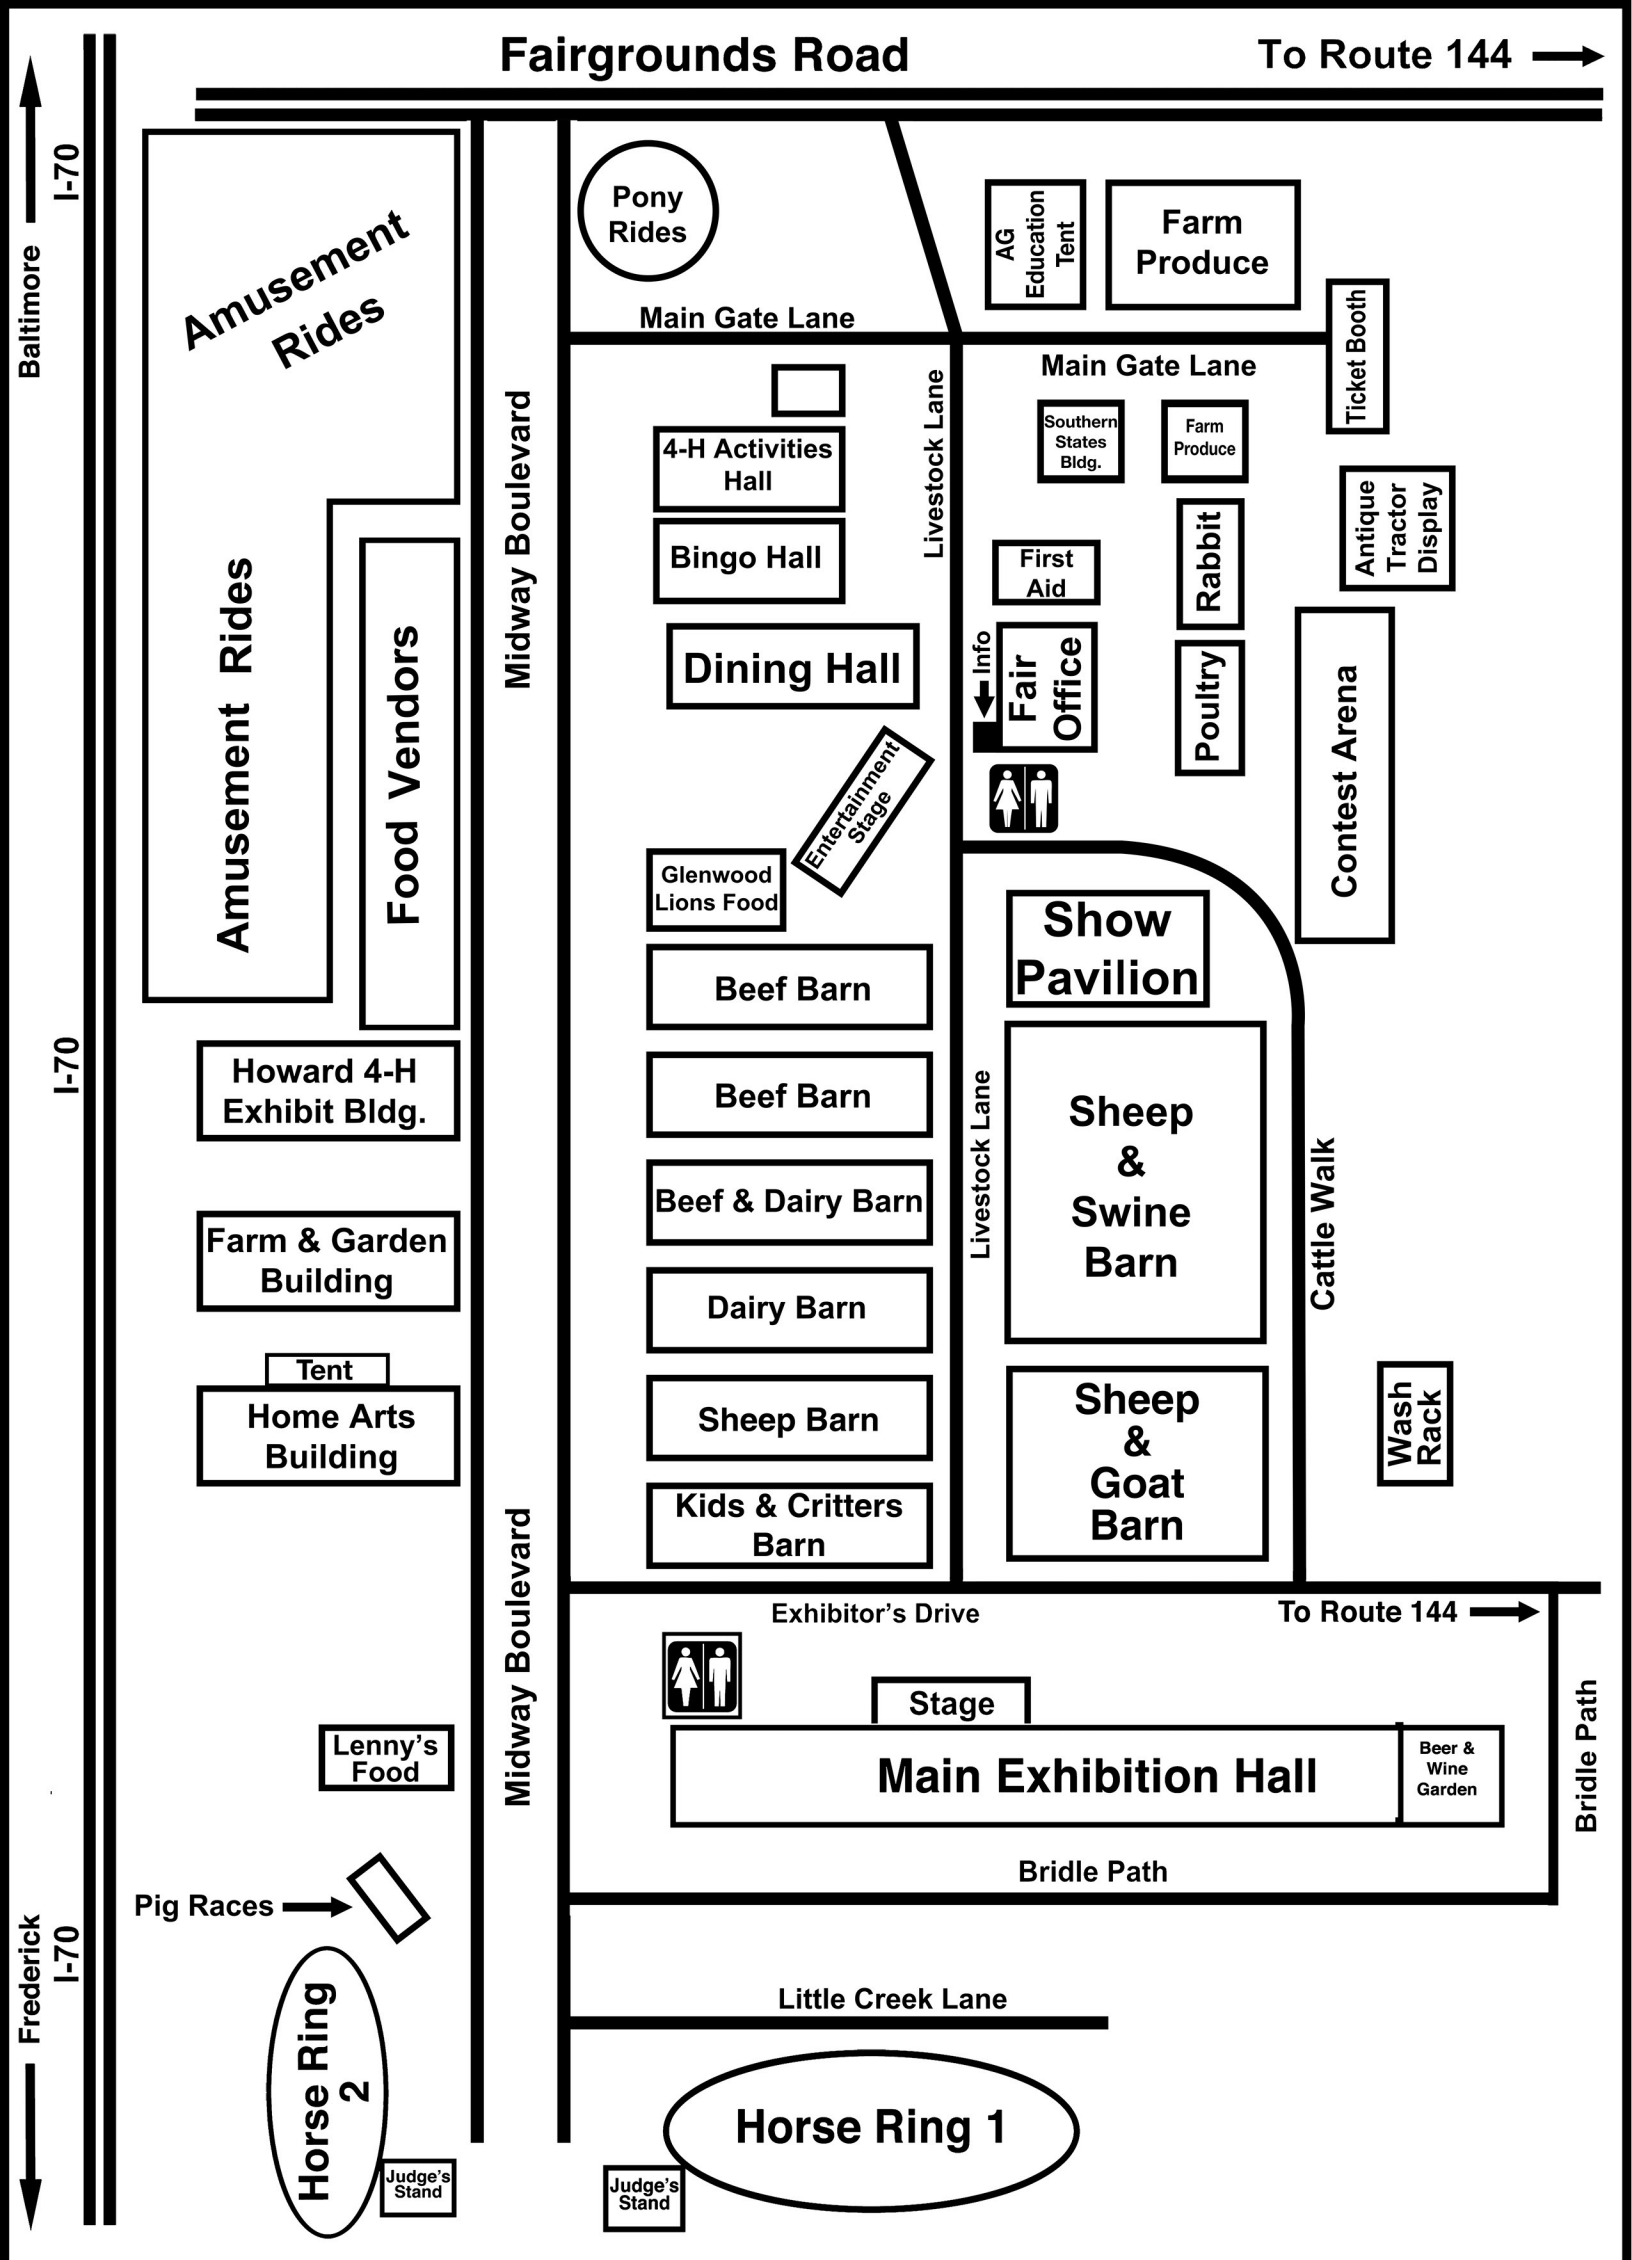 Fairgrounds Road
To Route 144
Baltimore
I-70
Amusement
Rides
Pony
Rides
AG
Education
Tent
Farm
Produce
Main Gate Lane
Main Gate Lane
Ticket Booth
Midway Boulevard
4-H Activities
Hall
Livestock Lane
Southern
States
Bldg.
Farm
Produce
Antique
Tractor
Display
Bingo Hall
First
Aid
Rabbit
Amusement Rides
Food Vendors
Dining Hall
Info
Fair
Office
Poultry
Contest Arena
Entertainment
Stage
Glenwood
Lions Food
Show
Pavilion
Beef Barn
I-70
Howard 4-H
Exhibit Bldg.
Beef Barn
Livestock Lane
Sheep
&
Swine
Barn
Cattle Walk
Beef & Dairy Barn
Farm & Garden
Building
Dairy Barn
Tent
Home Arts
Building
Sheep Barn
Sheep
&
Goat
Barn
Wash
Rack
Kids & Critters
Barn
Midway Boulevard
Exhibitor's Drive
To Route 144
Stage
Lenny's
Food
Main Exhibition Hall
Beer &
Wine
Garden
Bridle Path
Bridle Path
Pig Races
Frederick
I-70
Little Creek Lane
Horse Ring
2
Horse Ring 1
Judge's
Stand
Judge's
Stand